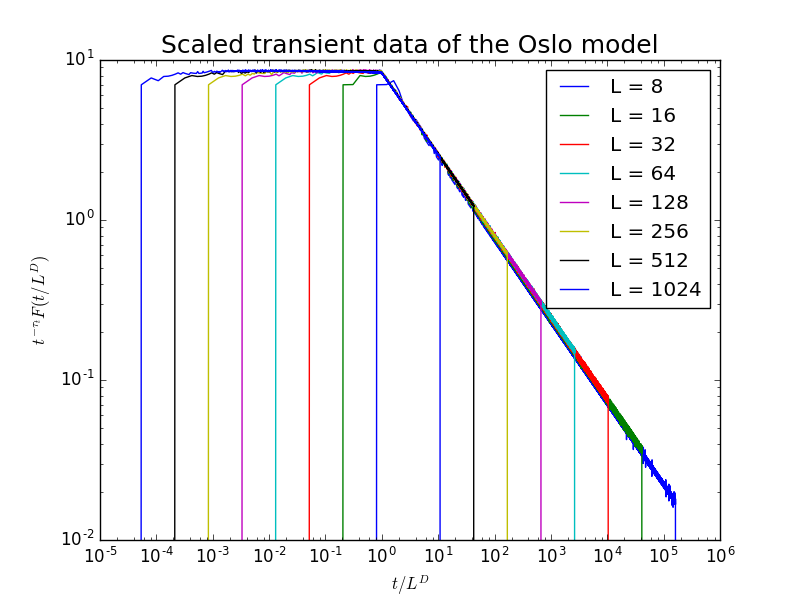 Scaled transient data of the Oslo model
10^1
10^0
10^-1
10^-2
t^{-τ_t}F(t/L^D)
L = 8
L = 16
L = 32
L = 64
L = 128
L = 256
L = 512
L = 1024
10^-5 10^-4 10^-3 10^-2 10^-1 10^0 10^1 10^2 10^3 10^4 10^5 10^6
t/L^D